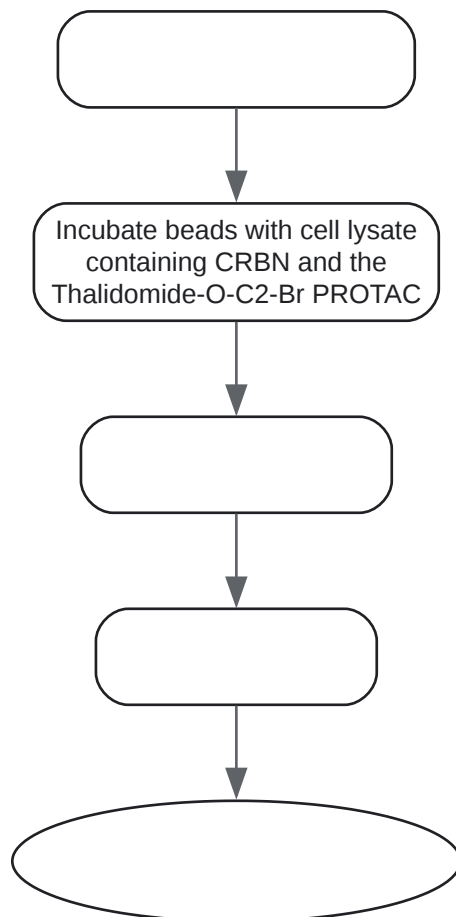 Incubate beads with cell lysate
containing CRBN and the
Thalidomide-O-C2-Br PROTAC